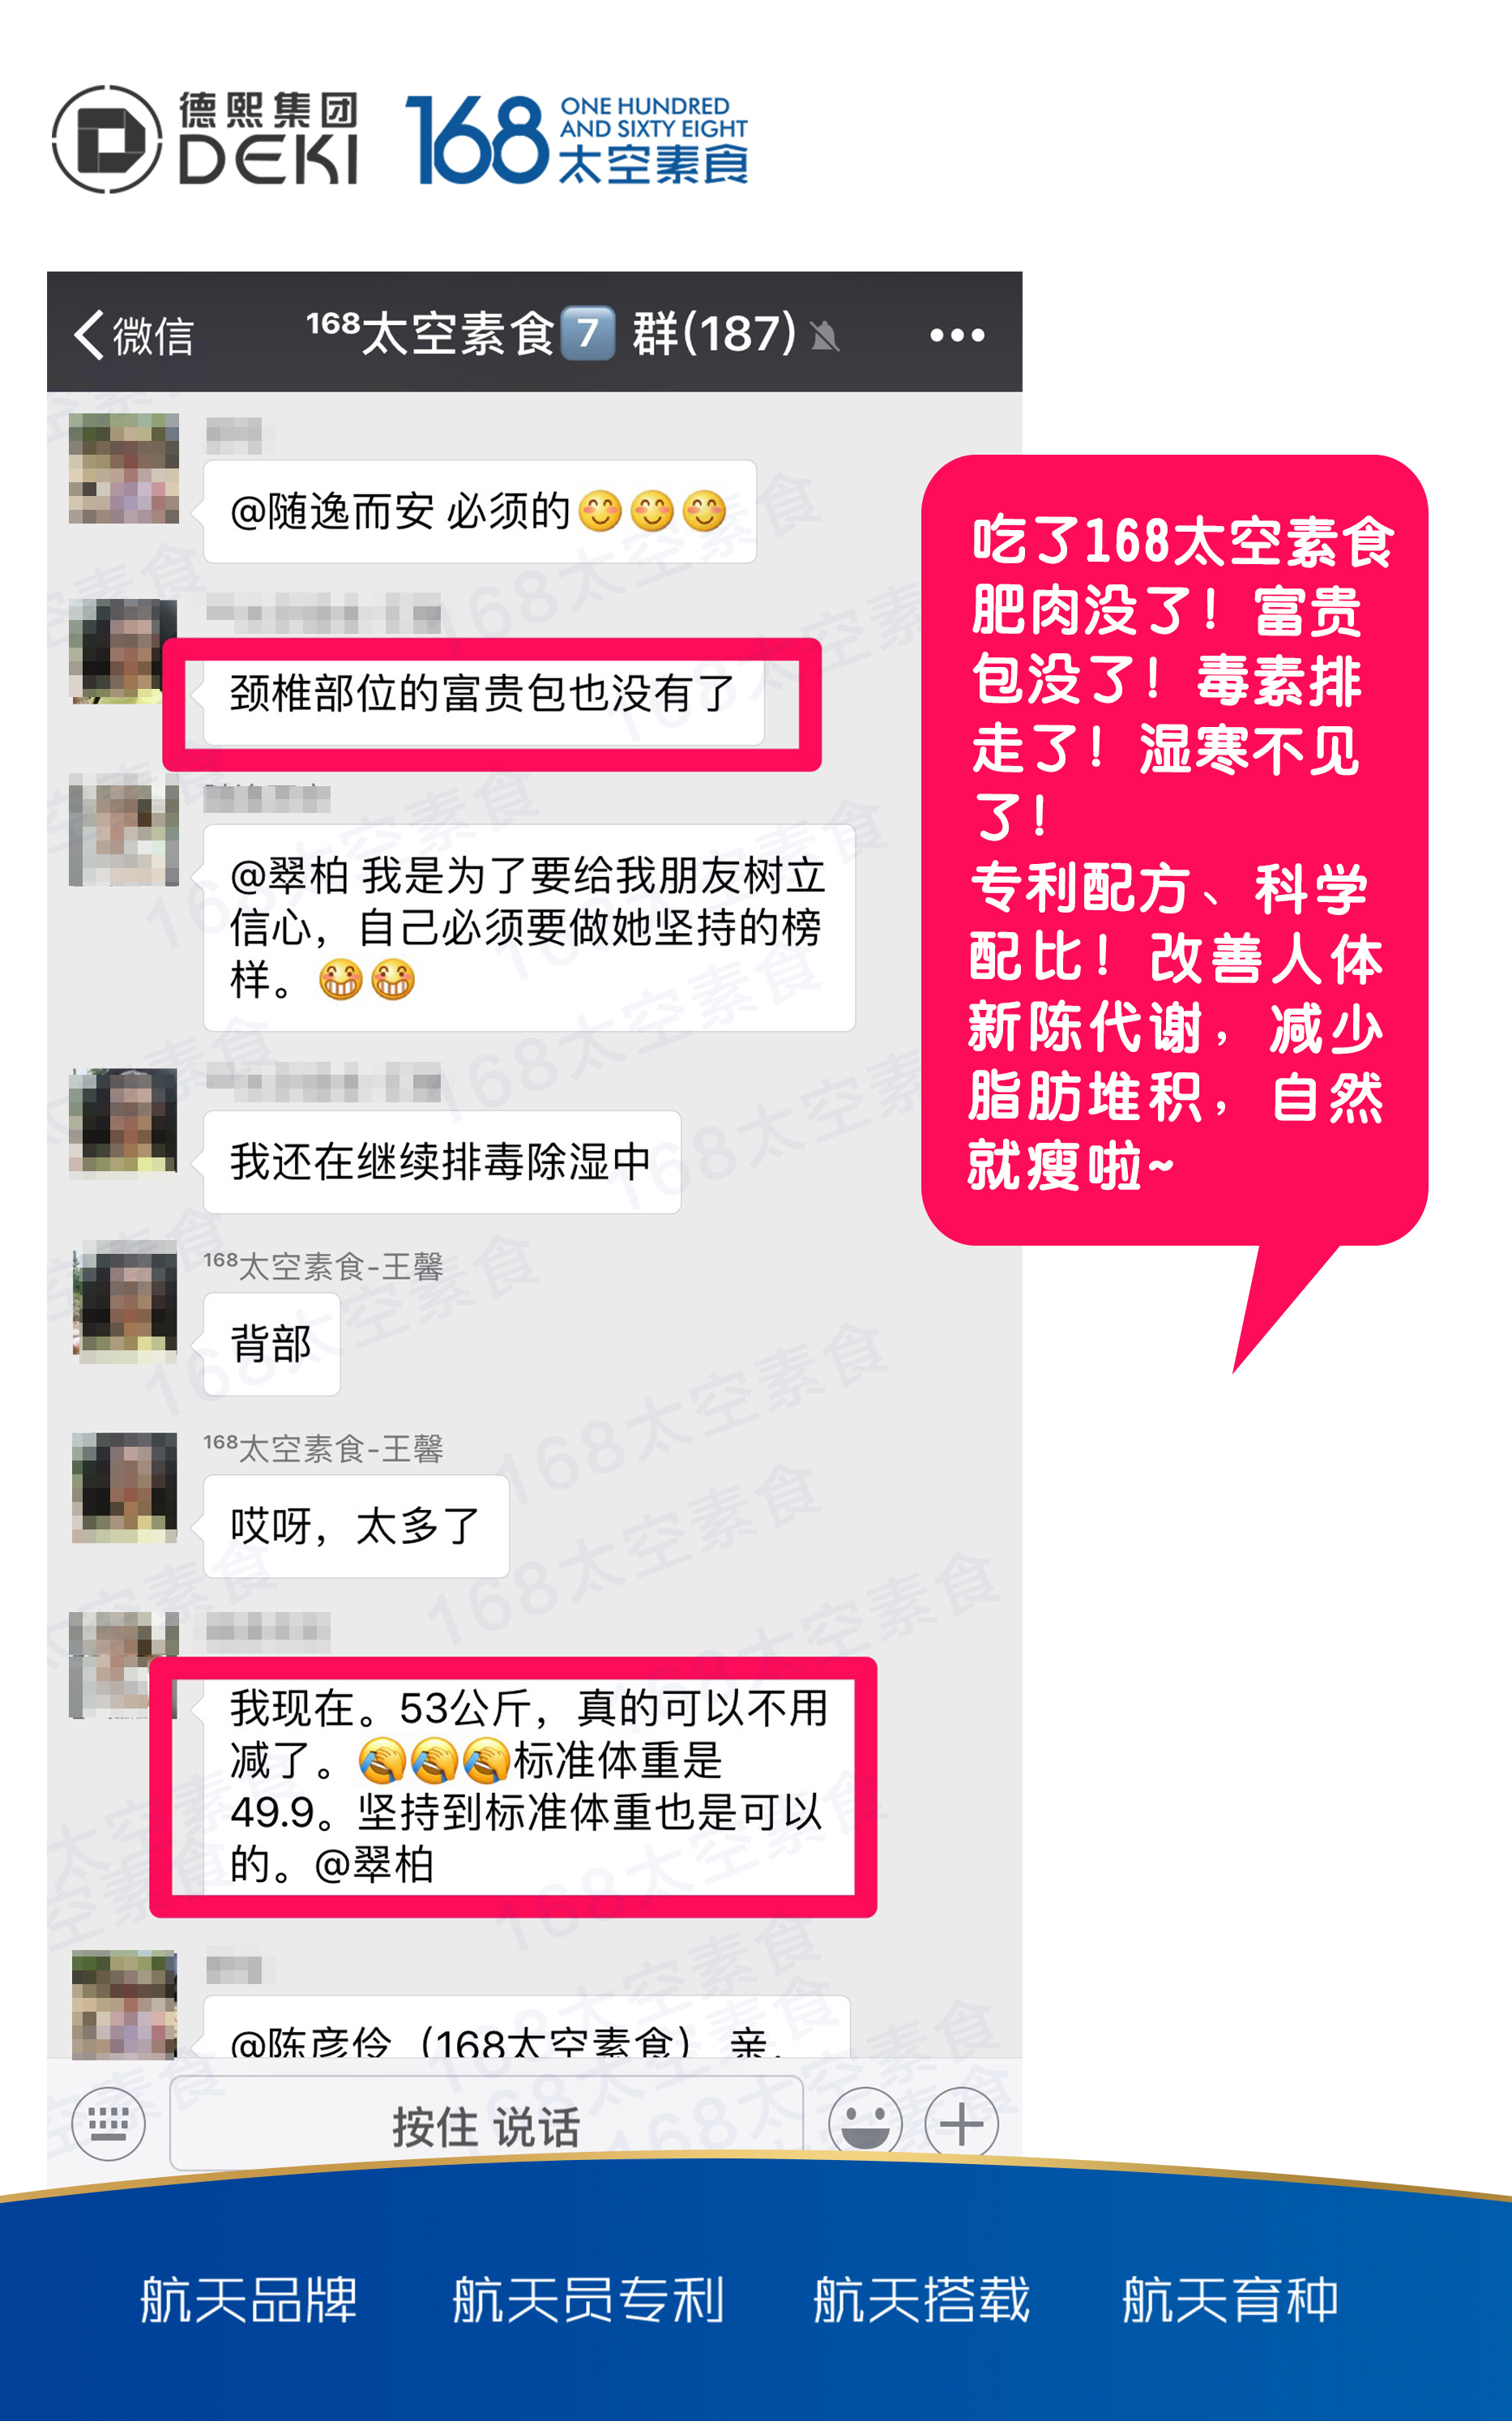 德熙集团
DEKI
168
ONE HUNDRED
AND SIXTY EIGHT
太空素食
微信
168太空素食7 群(187)
@随逸而安 必须的😊😊😊
颈椎部位的富贵包也没有了
@翠柏 我是为了要给我朋友树立
信心，自己必须要做她坚持的榜
样。😁😁
我还在继续排毒除湿中
168太空素食-王馨
背部
168太空素食-王馨
哎呀，太多了
我现在。53公斤，真的可以不用
减了。🤦🤦🤦标准体重是
49.9。坚持到标准体重也是可以
的。@翠柏
@陈彦伶（168太空素食） 亲，
按住 说话
吃了168太空素食
肥肉没了！富贵
包没了！毒素排
走了！湿寒不见
了！
专利配方、科学
配比！改善人体
新陈代谢，减少
脂肪堆积，自然
就瘦啦~
航天品牌 航天员专利 航天搭载 航天育种
168太空素食